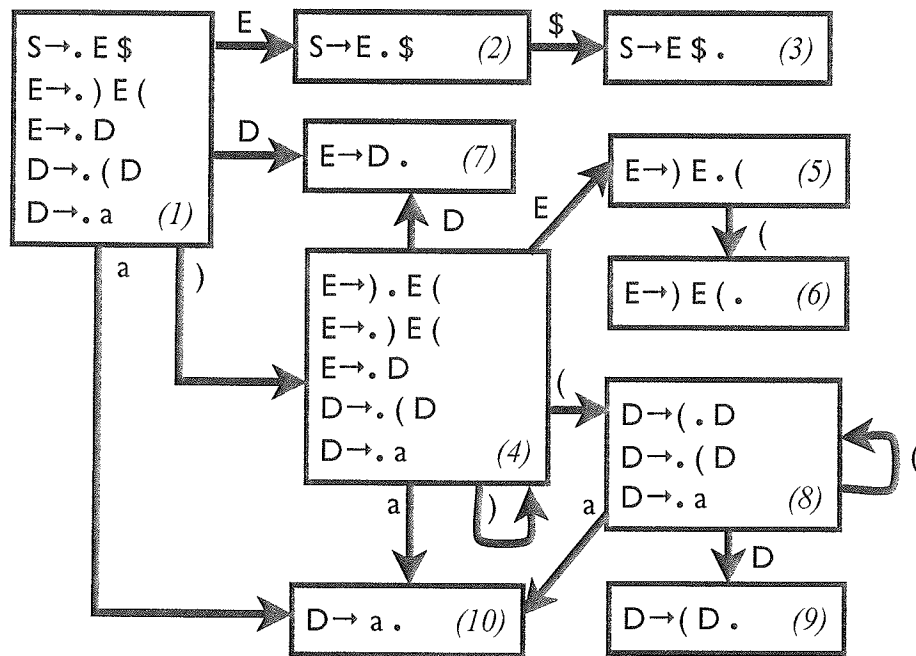 S→.E$
E→.)E(
E→.D
D→.(D
D→.a (1)
E
S→E.$ (2)
$
S→E$. (3)
D
E→D. (7)
E
E→)E.( (5)
(
E→)E(. (6)
a
)
D
E→).E(
E→.)E(
E→.D
D→.(D
D→.a (4)
(
D→(.D
D→.(D
D→.a (8)
(
a
)
a
D
D→a. (10)
D→(D. (9)